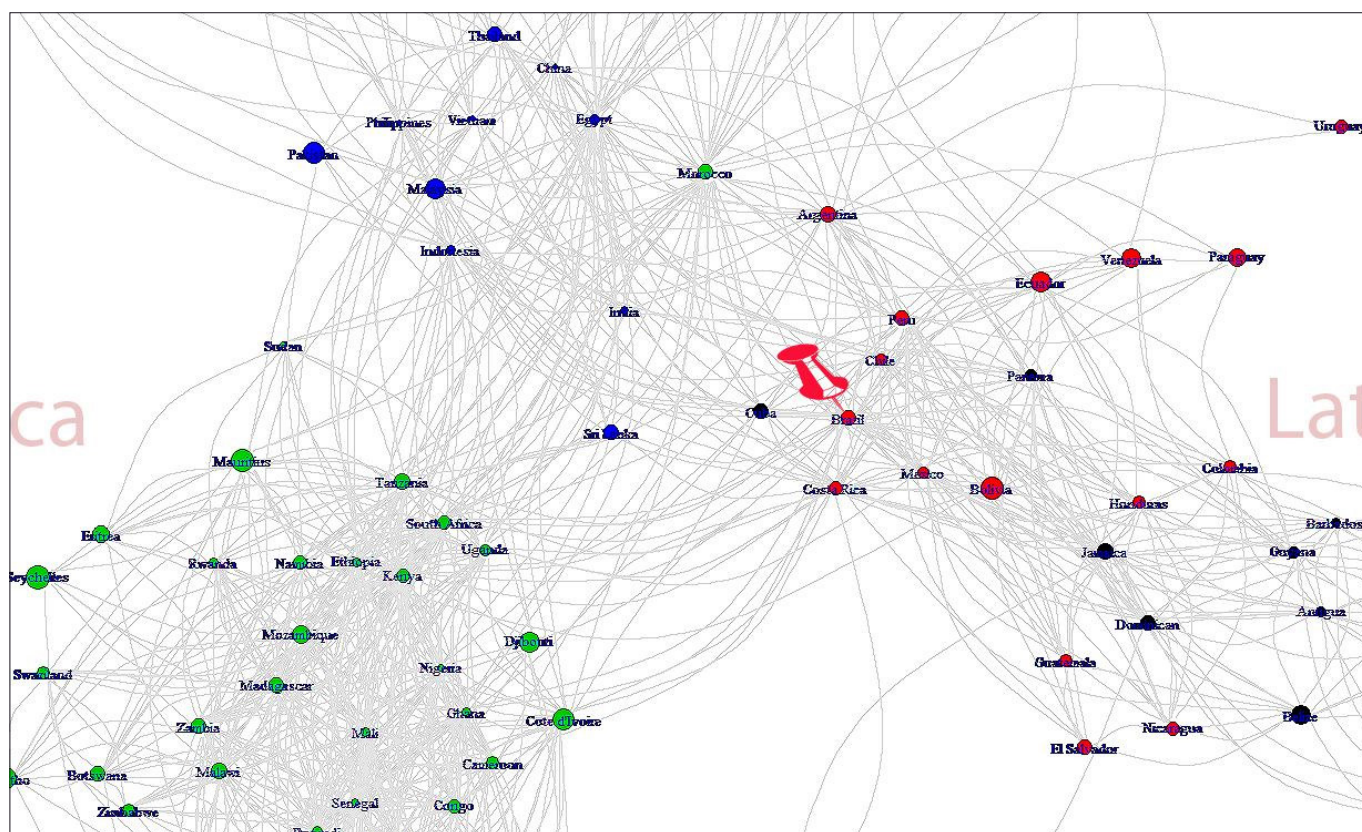 Thailand
China
Philippines
Vietnam
Egypt
Uruguay
Pakistan
Morocco
Malaysia
Argentina
Indonesia
Venezuela
Paraguay
Ecuador
India
Peru
Sudan
Chile
Panama
ca
Lat
Cuba
Brazil
Sri Lanka
Mauritius
Tanzania
Mexico
Colombia
Costa Rica
Bolivia
Honduras
South Africa
Barbados
Eritrea
Uganda
Jamaica
Guyana
Rwanda
Namibia
Ethiopia
Seychelles
Kenya
Antigua
Dominican
Mozambique
Djibouti
Guatemala
Nigeria
Swaziland
Madagascar
Ghana
Cote d'Ivoire
Belize
Zambia
Mali
Nicaragua
El Salvador
Cameroon
Botswana
Malawi
tho
Senegal
Congo
Zimbabwe